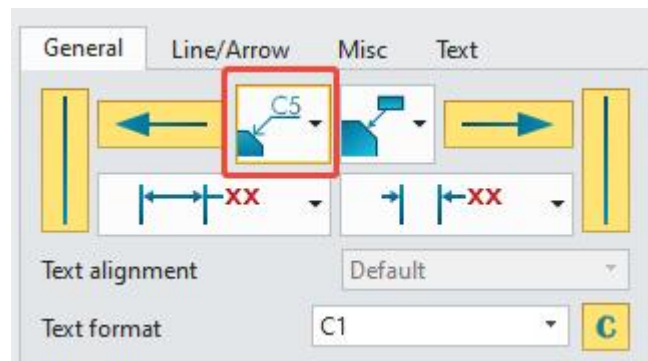 General Line/Arrow Misc Text
C5
XX XX
Text alignment Default
Text format C1 C